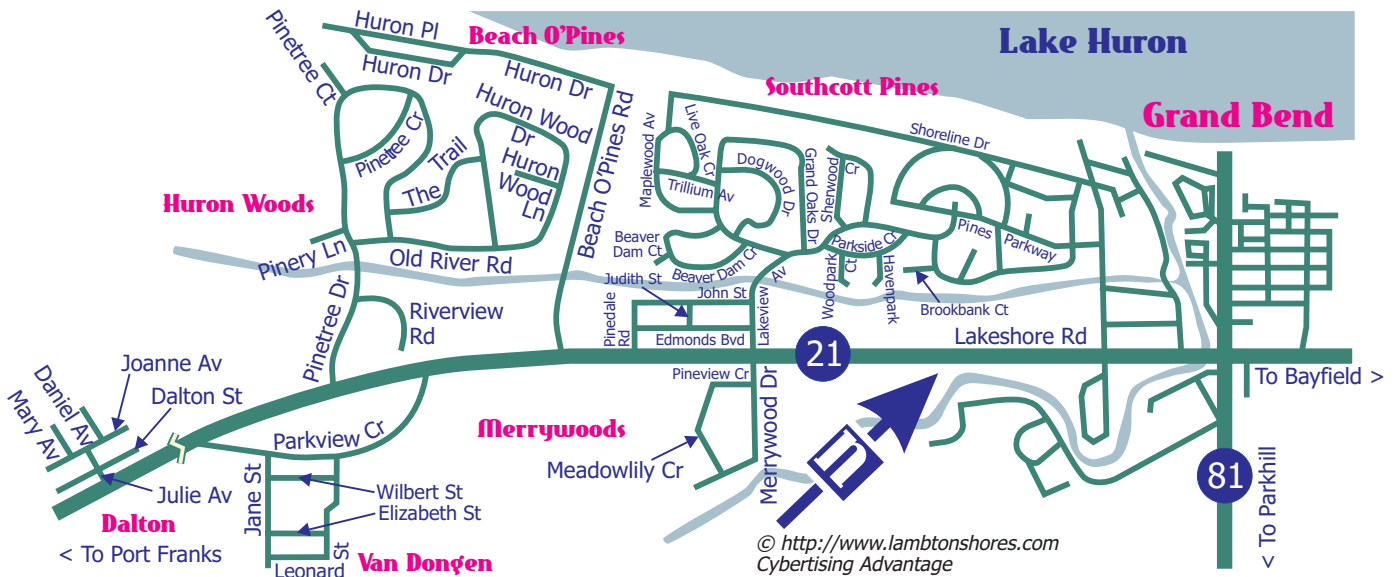 Huron Pl
Beach O'Pines
Lake Huron
Pinetree Ct
Huron Dr
Huron Dr
Southcott Pines
Grand Bend
Huron Wood
Dr
Beach O'Pines Rd
Maplewood Av
Live Oak Cr
Shoreline Dr
Pinetree Cr
The Trail
Huron
Wood
Ln
Dogwood Dr
Grand Oaks Dr
Sherwood
Cr
Trillium Av
Huron Woods
Pinery Ln
Old River Rd
Beaver
Dam Ct
Beaver Dam Cr
Parkside Cr
Pines
Parkway
Judith St
John St
Lakeview
Av
Woodpark
Ct
Havenpark
Brookbank Ct
Pinetree Dr
Riverview
Rd
Pinedale
Rd
Edmonds Bvd
21
Lakeshore Rd
Pineview Cr
To Bayfield >
Joanne Av
Daniel Av
Mary Av
Dalton St
Parkview Cr
Merrywoods
Merrywood Dr
Meadowlily Cr
N
81
Julie Av
Jane St
Wilbert St
Elizabeth St
Dalton
< To Port Franks
Leonard
St
Van Dongen
< To Parkhill
© http://www.lambtonshores.com
Cybertising Advantage